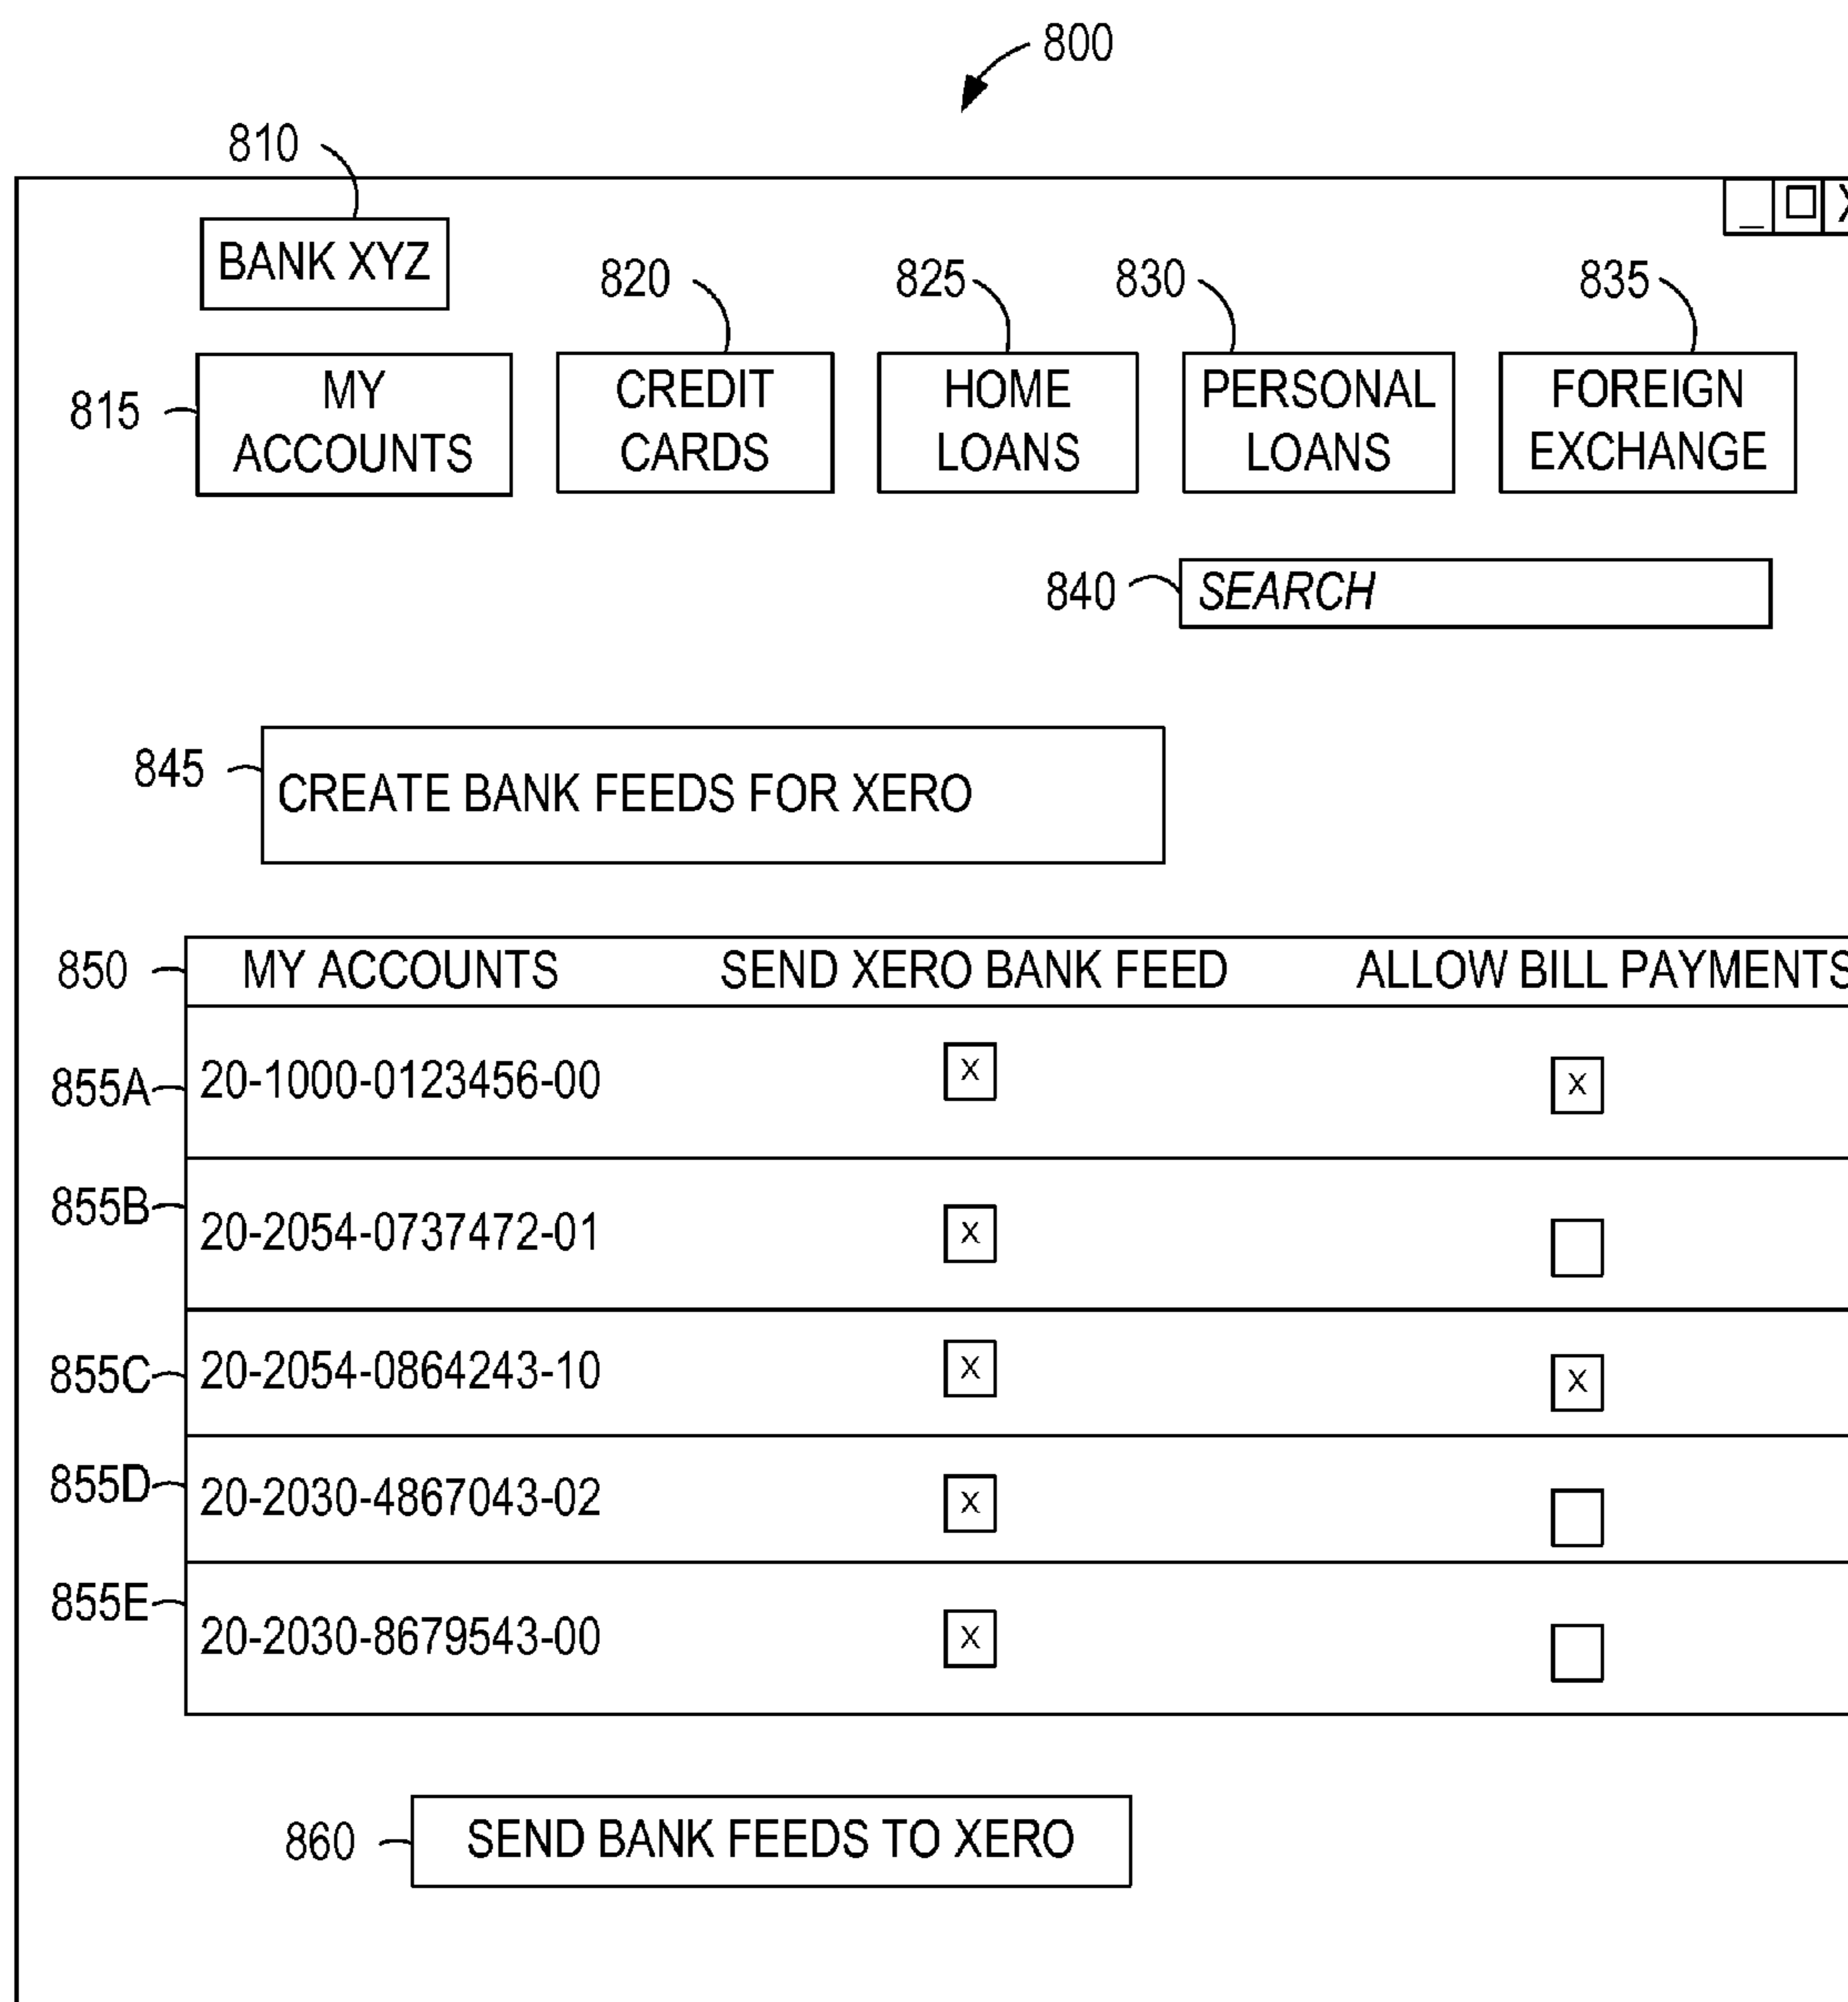 800
810
BANK XYZ
820
825
830
835
815
MY
ACCOUNTS
CREDIT
CARDS
HOME
LOANS
PERSONAL
LOANS
FOREIGN
EXCHANGE
840
SEARCH
845
CREATE BANK FEEDS FOR XERO
850
MY ACCOUNTS SEND XERO BANK FEED ALLOW BILL PAYMENTS
855A 20-1000-0123456-00 X X
855B 20-2054-0737472-01 X
855C 20-2054-0864243-10 X X
855D 20-2030-4867043-02 X
855E 20-2030-8679543-00 X
860
SEND BANK FEEDS TO XERO